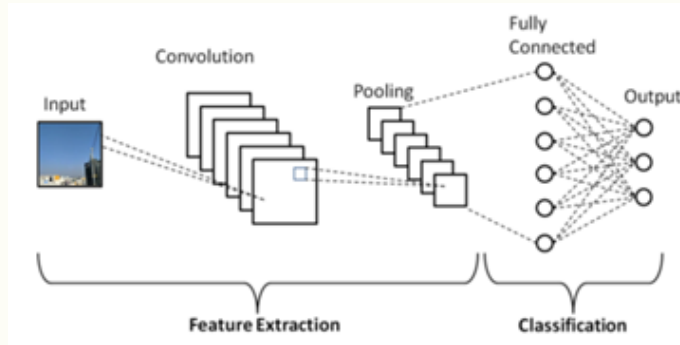 Input
Convolution
Pooling
Fully
Connected
Output
Feature Extraction
Classification